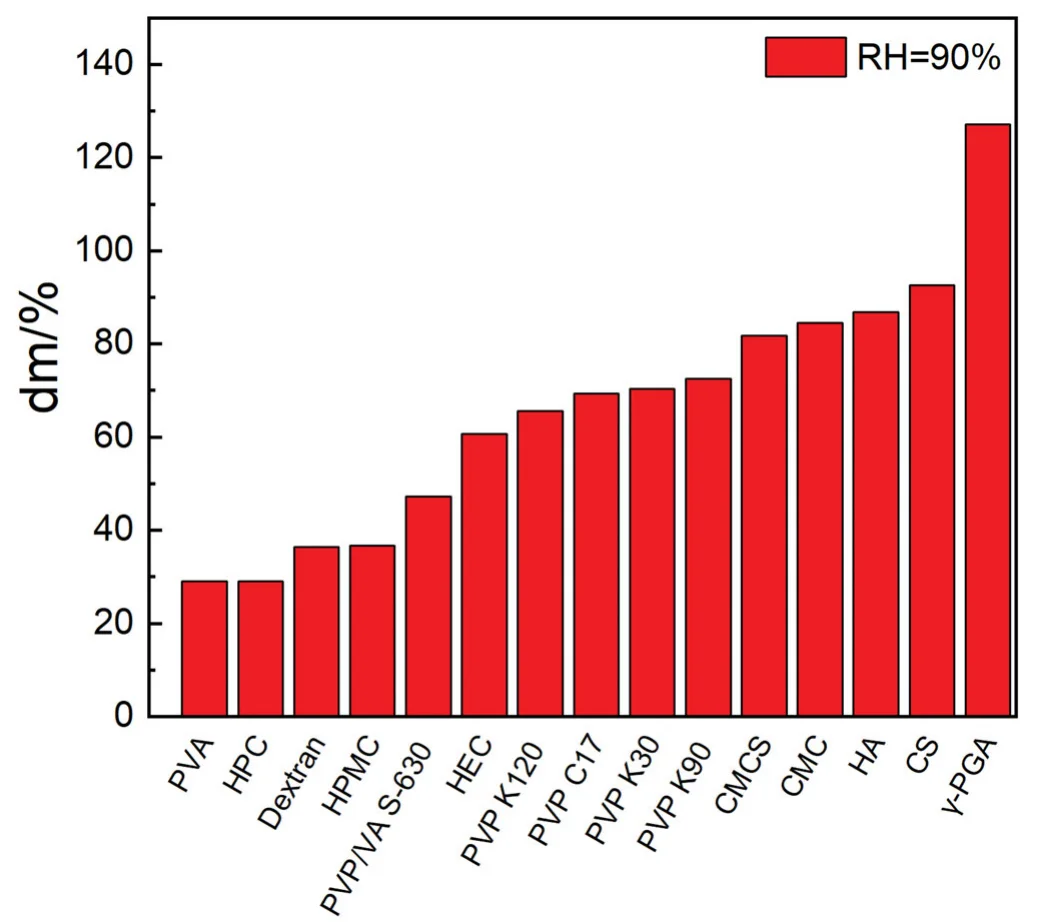 RH=90%
140
120
100
80
60
40
20
0
dm/%
PVA
HPC
Dextran
HPMC
PVP/VA S-630
HEC
PVP K120
PVP C17
PVP K30
PVP K90
CMCS
CMC
HA
CS
γ-PGA